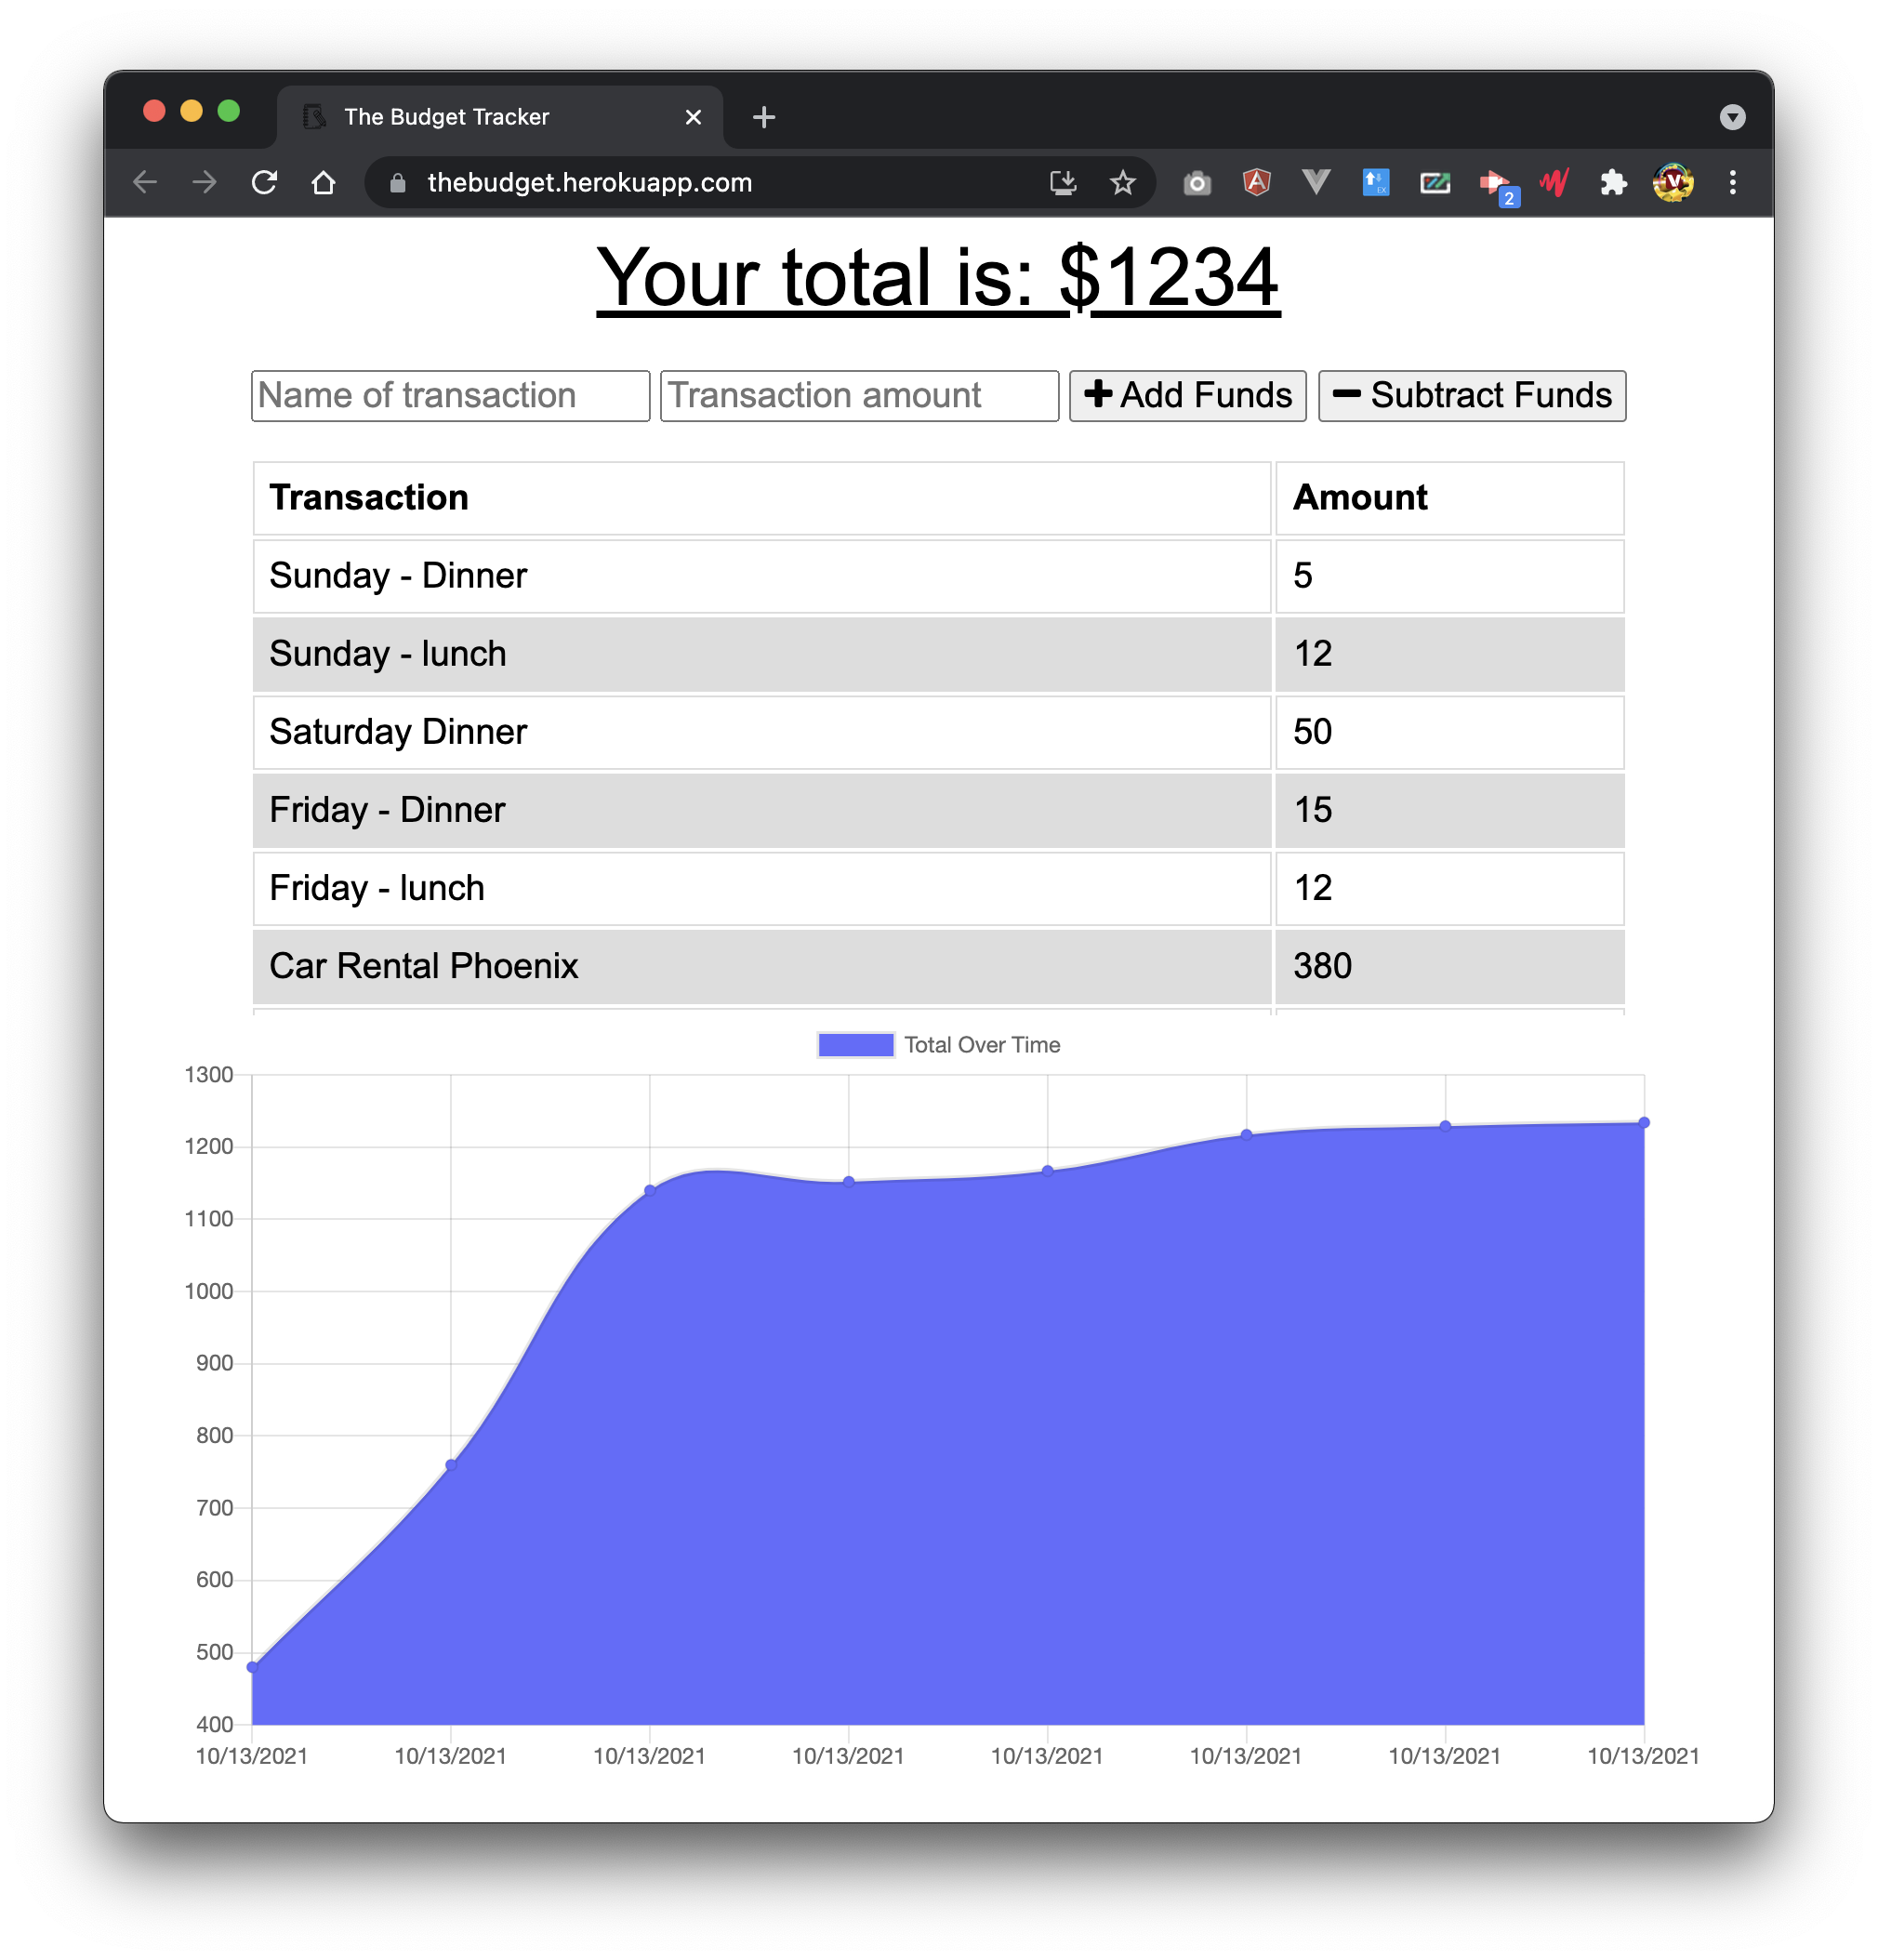 The Budget Tracker
thebudget.herokuapp.com
2
Your total is: $1234
Name of transaction Transaction amount Add Funds Subtract Funds
Transaction Amount
Sunday - Dinner 5
Sunday - lunch 12
Saturday Dinner 50
Friday - Dinner 15
Friday - lunch 12
Car Rental Phoenix 380
Total Over Time
1300
1200
1100
1000
900
800
700
600
500
400
10/13/2021 10/13/2021 10/13/2021 10/13/2021 10/13/2021 10/13/2021 10/13/2021 10/13/2021